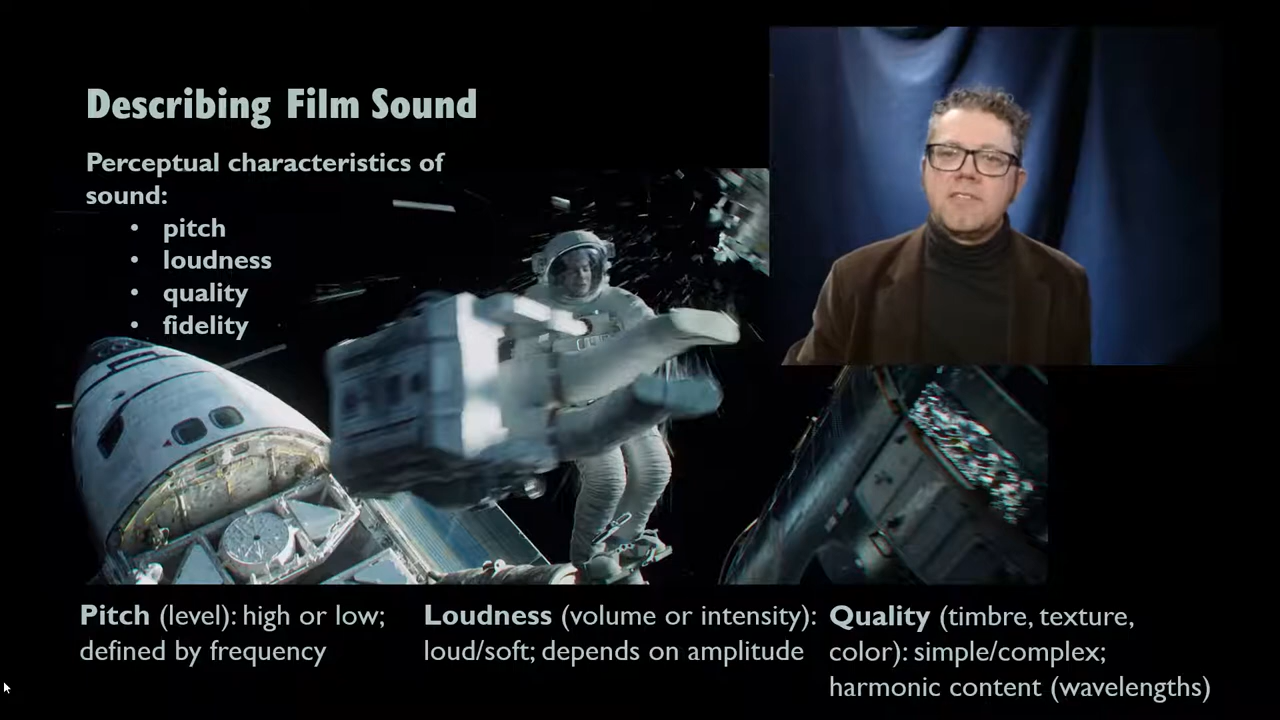 Describing Film Sound
Perceptual characteristics of
sound:
• pitch
• loudness
• quality
• fidelity
Pitch (level): high or low;
defined by frequency
Loudness (volume or intensity):
loud/soft; depends on amplitude
Quality (timbre, texture,
color): simple/complex;
harmonic content (wavelengths)